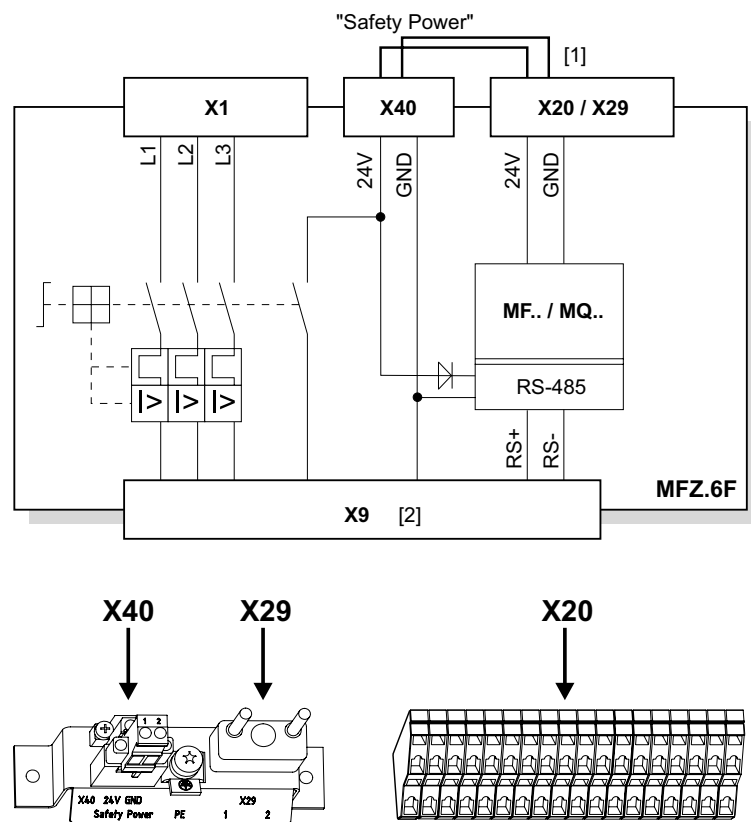 "Safety Power"
[1]
X1
X40
X20 / X29
L1
L2
L3
24V
GND
24V
GND
MF.. / MQ..
RS-485
I>
I>
I>
RS+
RS-
MFZ.6F
X9 [2]
X40
X29
X20
1 2
X40 24V GND
X29
Safety Power PE 1 2